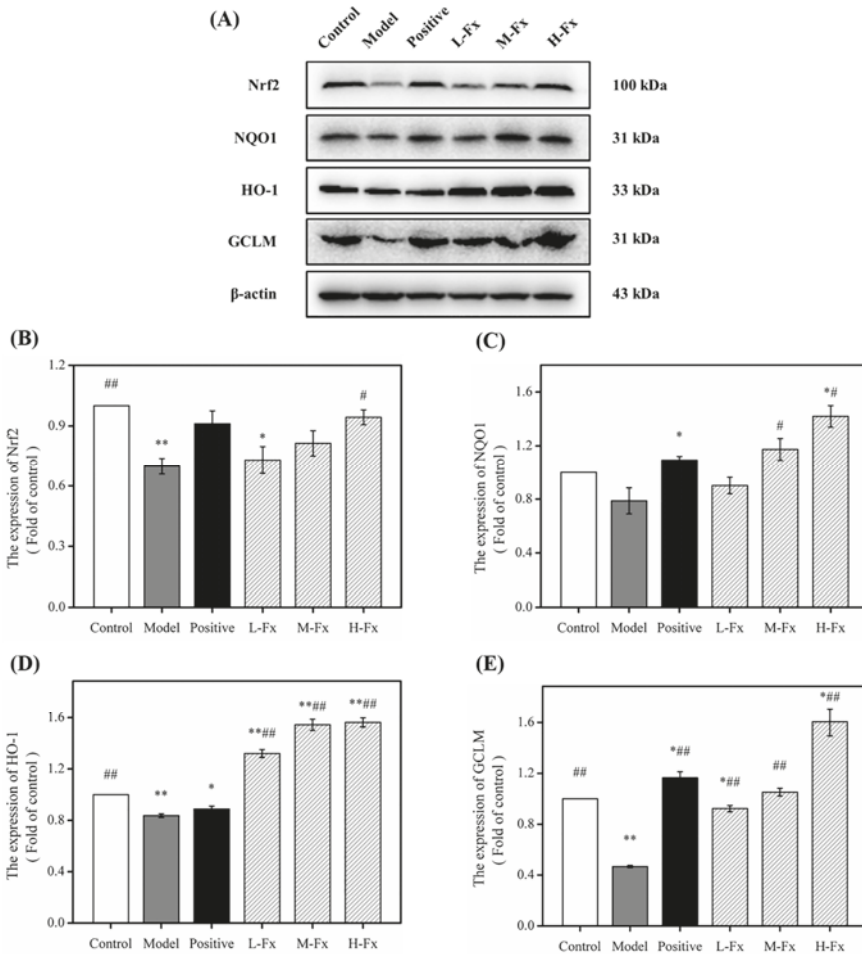 (A)
Control Model Positive L-Fx M-Fx H-Fx
Nrf2 100 kDa
NQO1 31 kDa
HO-1 33 kDa
GCLM 31 kDa
β-actin 43 kDa
(B)
The expression of Nrf2
( Fold of control )
1.2
0.9
0.6
0.3
0.0
##
**
*
#
Control Model Positive L-Fx M-Fx H-Fx
(C)
The expression of NQO1
( Fold of control )
1.6
1.2
0.8
0.4
0.0
*
#
*#
Control Model Positive L-Fx M-Fx H-Fx
(D)
The expression of HO-1
( Fold of control )
1.6
1.2
0.8
0.4
0.0
##
**
*
**##
**##
**##
Control Model Positive L-Fx M-Fx H-Fx
(E)
The expression of GCLM
( Fold of control )
1.6
1.2
0.8
0.4
0.0
##
**
*##
*##
##
*##
Control Model Positive L-Fx M-Fx H-Fx